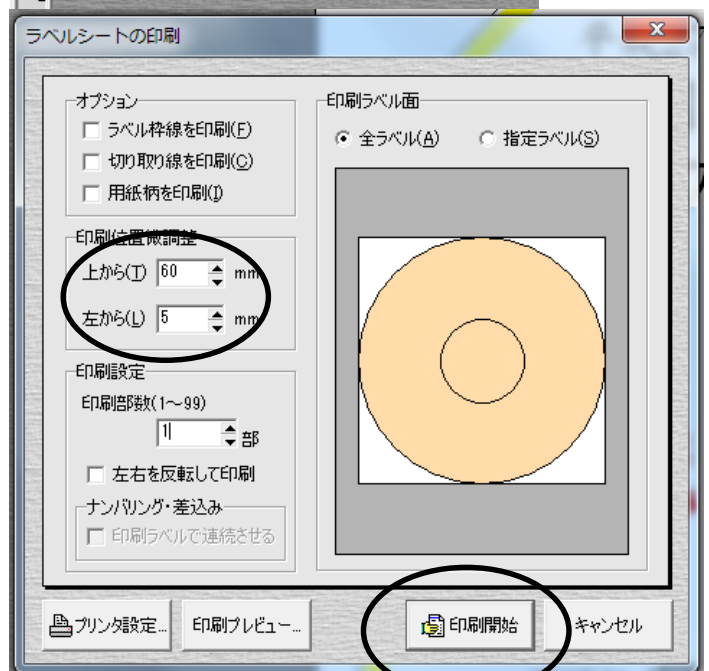 ラベルシートの印刷
オプション
ラベル枠線を印刷(F)
切り取り線を印刷(C)
用紙柄を印刷(I)
印刷位置微調整
上から(T) 60 mm
左から(L) 5 mm
印刷設定
印刷部数(1～99)
1 部
左右を反転して印刷
ナンバリング・差込み
印刷ラベルで連続させる
印刷ラベル面
全ラベル(A) 指定ラベル(S)
プリンタ設定... 印刷プレビュー... 印刷開始 キャンセル